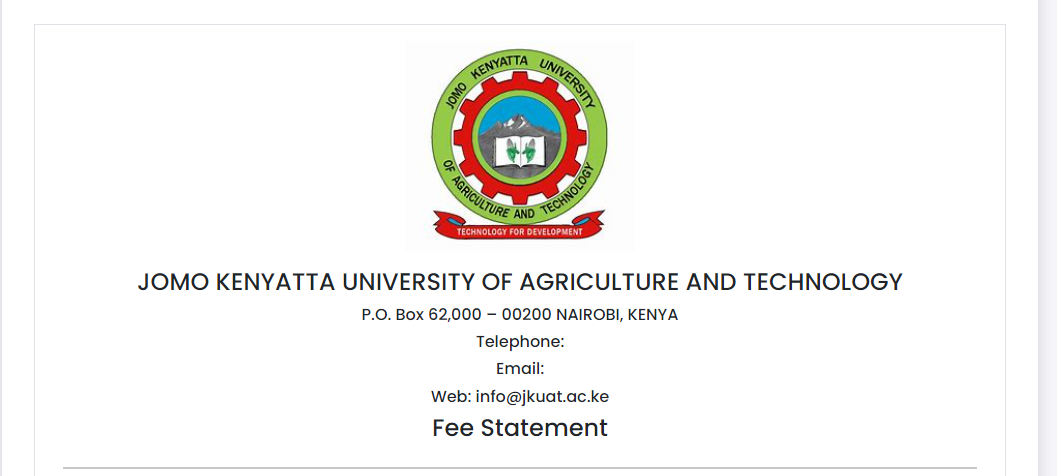 JOMO KENYATTA UNIVERSITY
OF AGRICULTURE AND TECHNOLOGY
TECHNOLOGY FOR DEVELOPMENT
JOMO KENYATTA UNIVERSITY OF AGRICULTURE AND TECHNOLOGY
P.O. Box 62,000 – 00200 NAIROBI, KENYA
Telephone:
Email:
Web: info@jkuat.ac.ke
Fee Statement